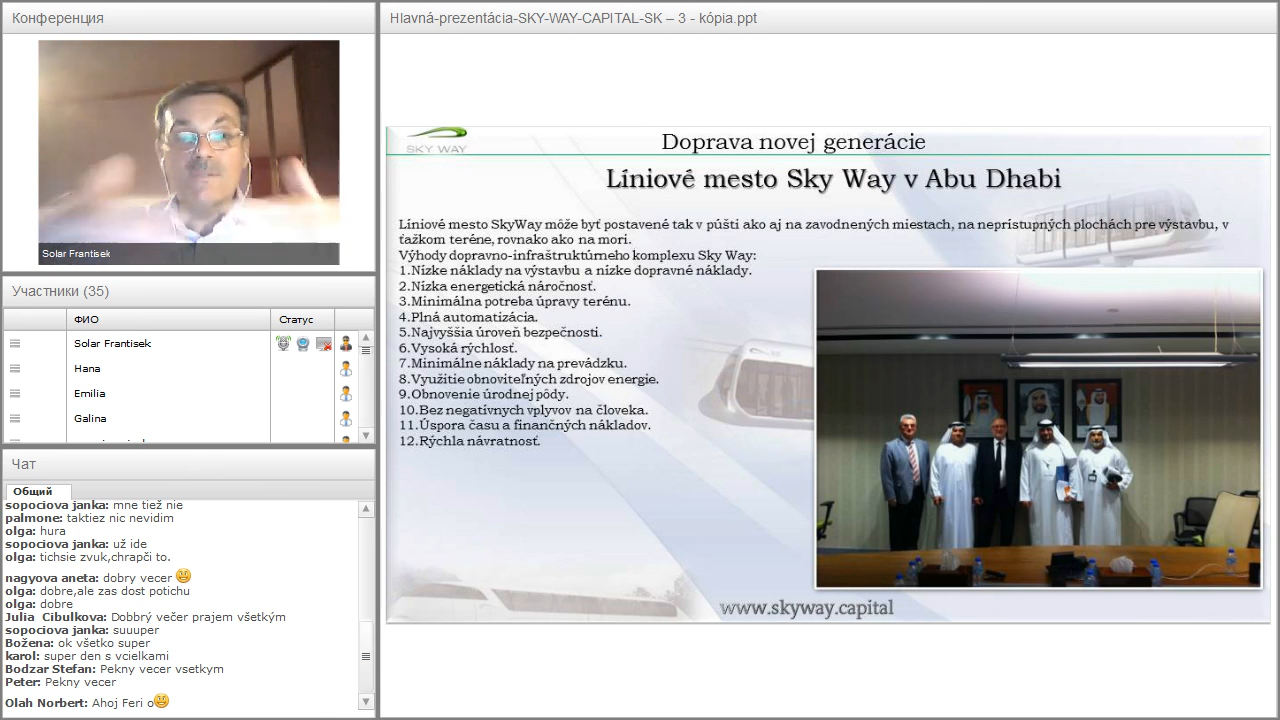 Конференция
Solar Frantisek
Участники (35)
ФИО
Статус
Solar Frantisek
Hana
Emilia
Galina
Чат
Общий
sopociova janka: mne tiež nie
palmone: taktiez nic nevidim
olga: hura
sopociova janka: už ide
olga: tichsie zvuk,chrapči to.
nagyova aneta: dobry vecer
olga: dobre,ale zas dost potichu
olga: dobre
Julia Cibulkova: Dobbrý večer prajem všetkým
sopociova janka: suuuper
Božena: ok všetko super
karol: super den s vcielkami
Bodzar Stefan: Pekny vecer vsetkym
Peter: Pekny vecer
Olah Norbert: Ahoj Feri o
Hlavná-prezentácia-SKY-WAY-CAPITAL-SK – 3 - kópia.ppt
SKY WAY
Doprava novej generácie
Líniové mesto Sky Way v Abu Dhabi
Líniové mesto SkyWay môže byť postavené tak v púšti ako aj na zavodnených miestach, na neprístupných plochách pre výstavbu, v
ťažkom teréne, rovnako ako na mori.
Výhody dopravno-infraštruktúrneho komplexu Sky Way:
1.Nízke náklady na výstavbu a nízke dopravné náklady.
2.Nízka energetická náročnosť.
3.Minimálna potreba úpravy terénu.
4.Plná automatizácia.
5.Najvyššia úroveň bezpečnosti.
6.Vysoká rýchlosť.
7.Minimálne náklady na prevádzku.
8.Využitie obnoviteľných zdrojov energie.
9.Obnovenie úrodnej pôdy.
10.Bez negatívnych vplyvov na človeka.
11.Úspora času a finančných nákladov.
12.Rýchla návratnosť.
www.skyway.capital